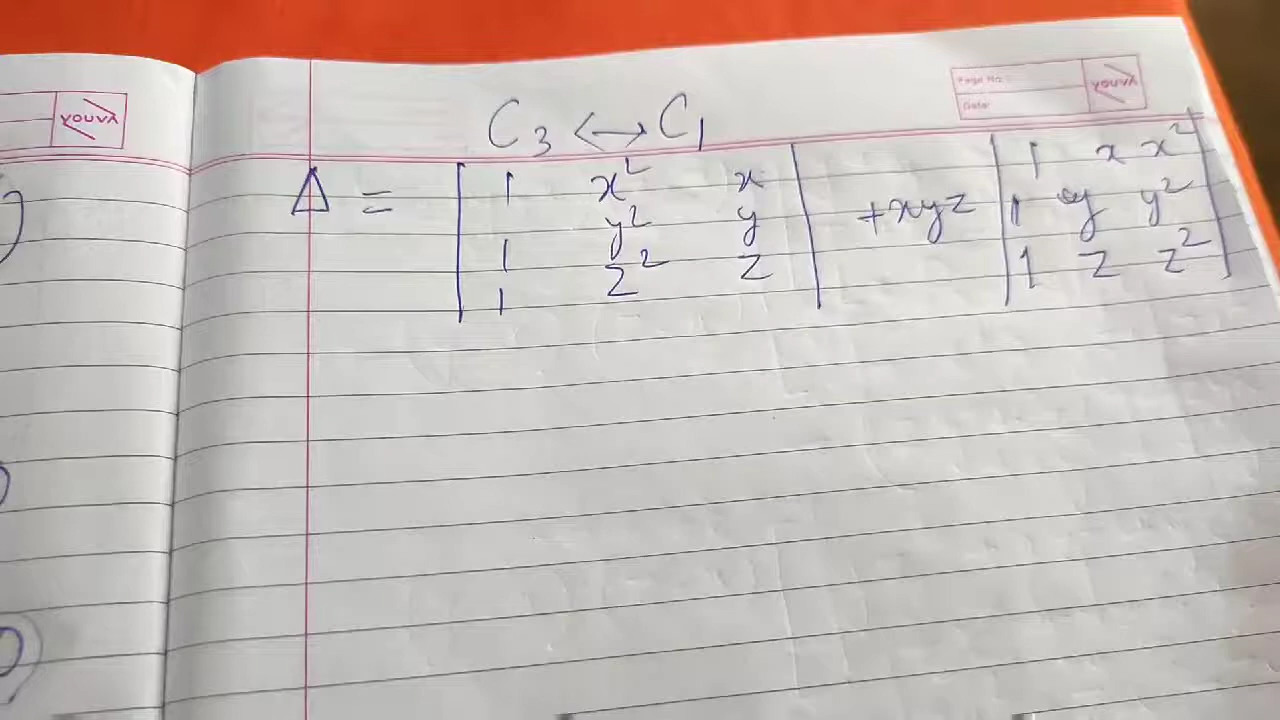 YOUVA
Page No.:
Date:
YOUVA
C₃ ↔ C₁
Δ = | 1 x² x | + xyz | 1 x x² |
| y² y | | 1 y y² |
| 1 z² z | | 1 z z² |
| 1